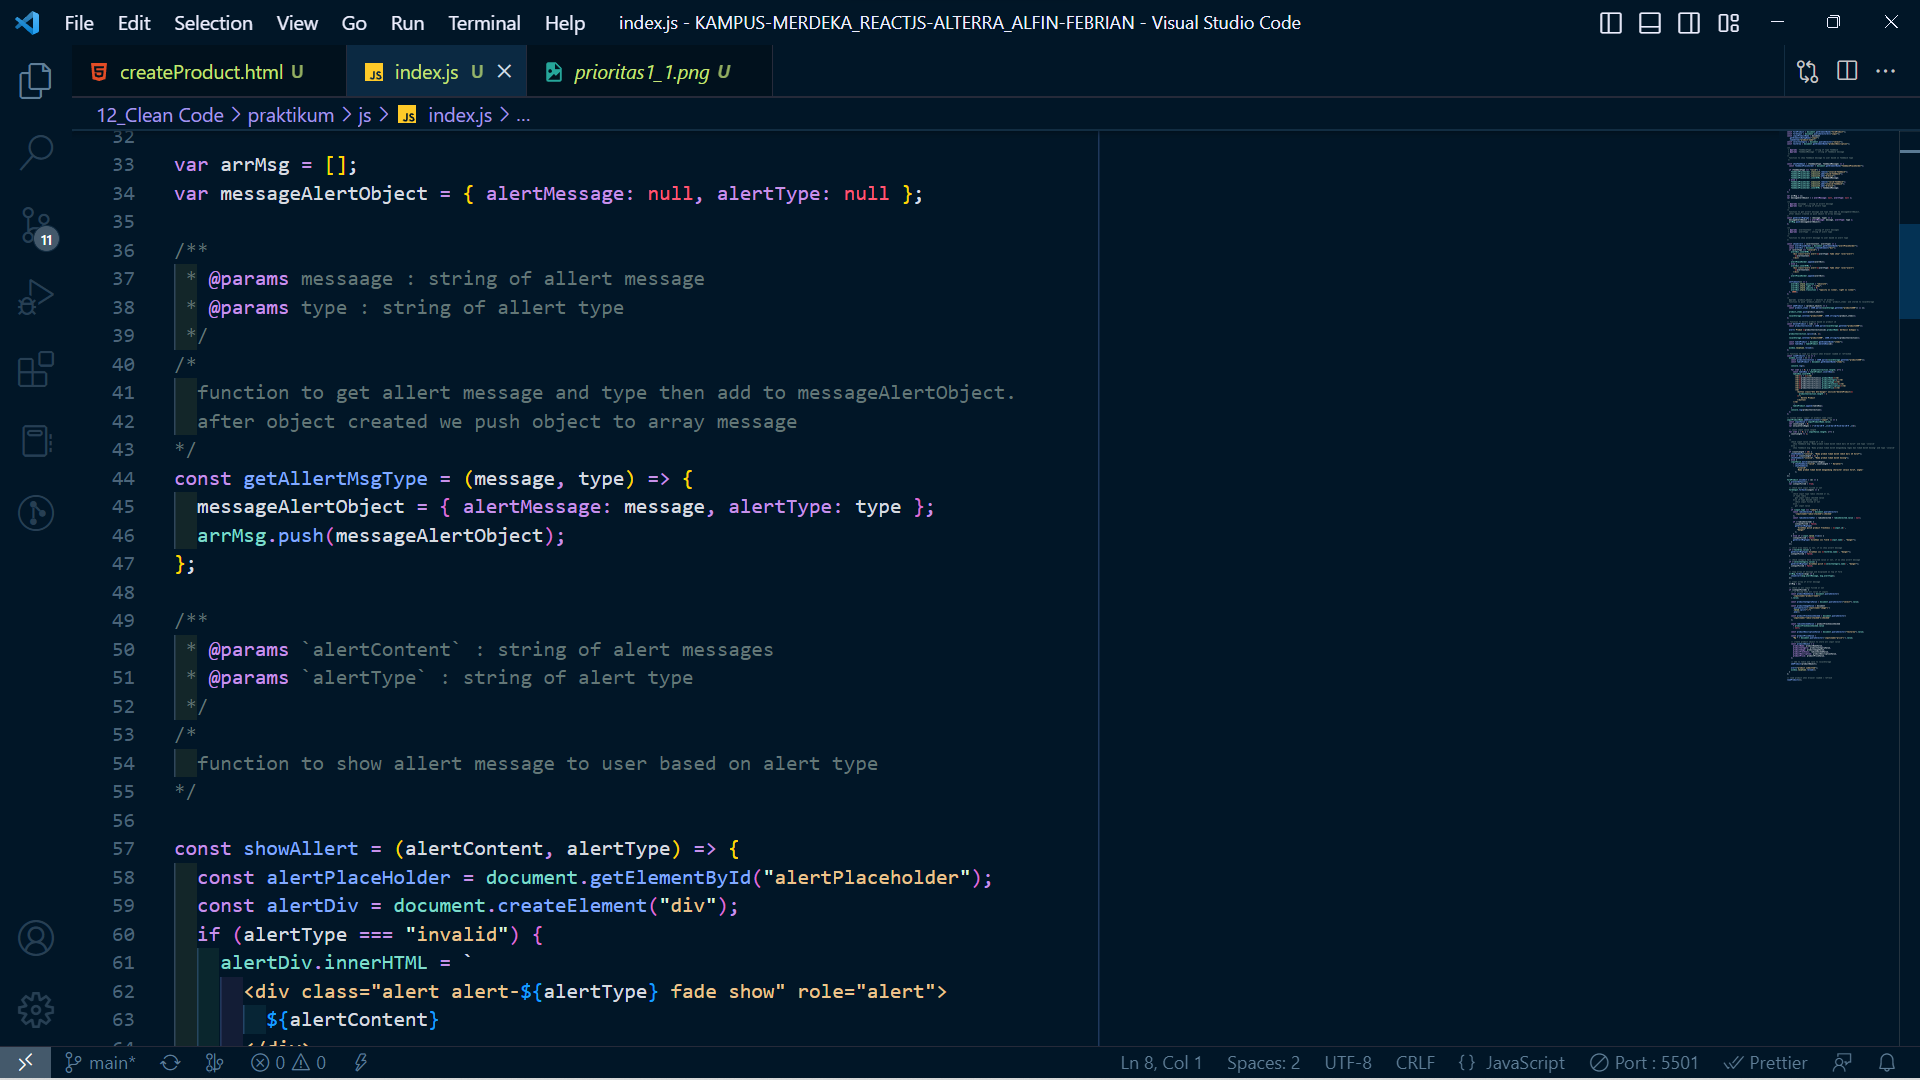 File Edit Selection View Go Run Terminal Help index.js - KAMPUS-MERDEKA_REACTJS-ALTERRA_ALFIN-FEBRIAN - Visual Studio Code
createProduct.html U JS index.js U prioritas1_1.png U
12_Clean Code > praktikum > js > JS index.js > ...
32
33 var arrMsg = [];
34 var messageAlertObject = { alertMessage: null, alertType: null };
35
36 /**
37 * @params messaage : string of allert message
38 * @params type : string of allert type
39 */
40 /*
41 function to get allert message and type then add to messageAlertObject.
42 after object created we push object to array message
43 */
44 const getAllertMsgType = (message, type) => {
45 messageAlertObject = { alertMessage: message, alertType: type };
46 arrMsg.push(messageAlertObject);
47 };
48
49 /**
50 * @params `alertContent` : string of alert messages
51 * @params `alertType` : string of alert type
52 */
53 /*
54 function to show allert message to user based on alert type
55 */
56
57 const showAllert = (alertContent, alertType) => {
58 const alertPlaceHolder = document.getElementById("alertPlaceholder");
59 const alertDiv = document.createElement("div");
60 if (alertType === "invalid") {
61 alertDiv.innerHTML = `
62 <div class="alert alert-${alertType} fade show" role="alert">
63 ${alertContent}
64 </div>
11
main* 0 0 Ln 8, Col 1 Spaces: 2 UTF-8 CRLF {} JavaScript Port : 5501 Prettier